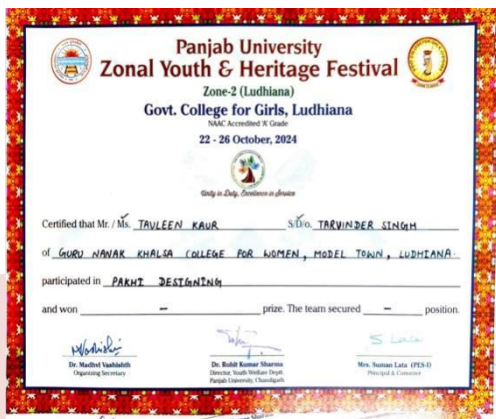 Panjab University
Zonal Youth & Heritage Festival
Zone-2 (Ludhiana)
Govt. College for Girls, Ludhiana
NAAC Accredited 'A' Grade
22 - 26 October, 2024
Unity in Duty, Excellence in Service
Certified that Mr. / Ms. TAVLEEN KAUR S/D/o. TARVINDER SINGH
of GURU NANAK KHALSA COLLEGE FOR WOMEN, MODEL TOWN, LUDHIANA.
participated in PAKHI DESIGNING
and won – prize. The team secured – position.
S Lata
Dr. Madhvi Vashishth
Organizing Secretary
Dr. Rohit Kumar Sharma
Director, Youth Welfare Deptt.
Panjab University, Chandigarh
Mrs. Suman Lata (PES-I)
Principal & Convener